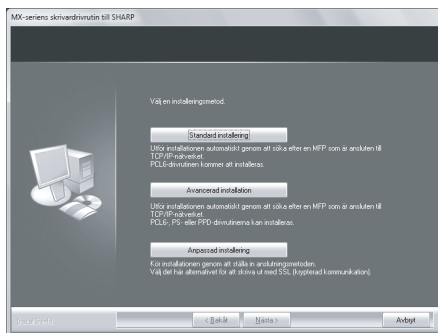 MX-seriens skrivardrivrutin till SHARP
Välj en installeringsmetod.
Standard installering
Utför installationen automatiskt genom att söka efter en MFP som är ansluten till
TCP/IP-nätverket.
PCL6-drivrutinen kommer att installeras.
Avancerad installation
Utför installationen automatiskt genom att söka efter en MFP som är ansluten till
TCP/IP-nätverket.
PCL6-, PS- eller PPD-drivrutinerna kan installeras.
Anpassad installering
Kör installationen genom att ställa in anslutningsmetoden.
Välj det här alternativet för att skriva ut med SSL (krypterad kommunikation).
InstallShield
< Bakåt
Nästa >
Avbryt